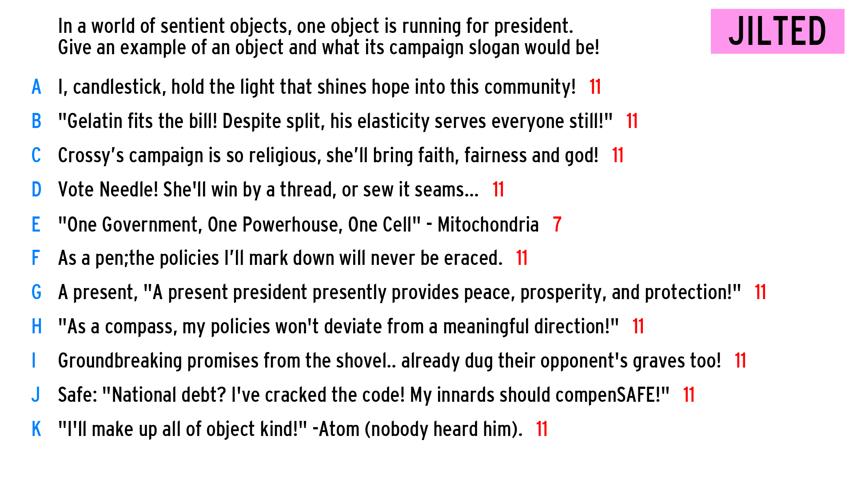 In a world of sentient objects, one object is running for president.
Give an example of an object and what its campaign slogan would be!
JILTED
A I, candlestick, hold the light that shines hope into this community! 11
B "Gelatin fits the bill! Despite split, his elasticity serves everyone still!" 11
C Crossy's campaign is so religious, she'll bring faith, fairness and god! 11
D Vote Needle! She'll win by a thread, or sew it seams... 11
E "One Government, One Powerhouse, One Cell" - Mitochondria 7
F As a pen;the policies I'll mark down will never be eraced. 11
G A present, "A present president presently provides peace, prosperity, and protection!" 11
H "As a compass, my policies won't deviate from a meaningful direction!" 11
I Groundbreaking promises from the shovel.. already dug their opponent's graves too! 11
J Safe: "National debt? I've cracked the code! My innards should compenSAFE!" 11
K "I'll make up all of object kind!" -Atom (nobody heard him). 11